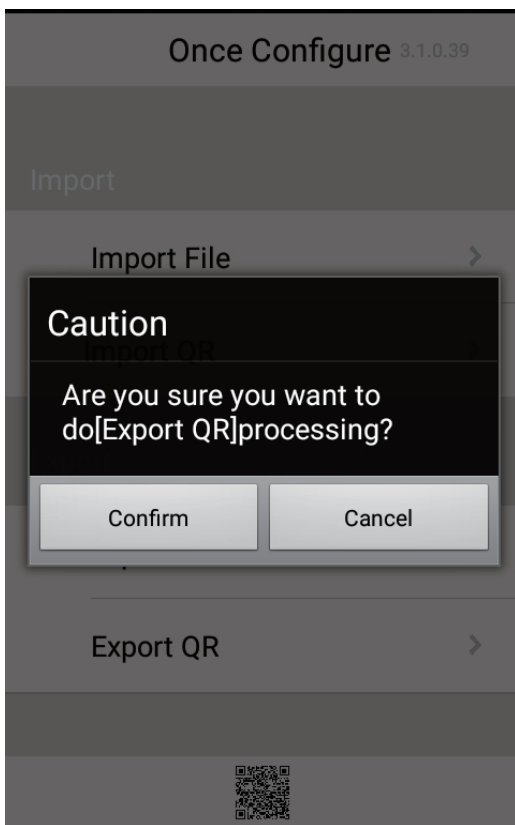 Once Configure 3.1.0.39
Import
Import File
Caution
Import QR
Are you sure you want to
do[Export QR]processing?
Confirm
Cancel
Export QR